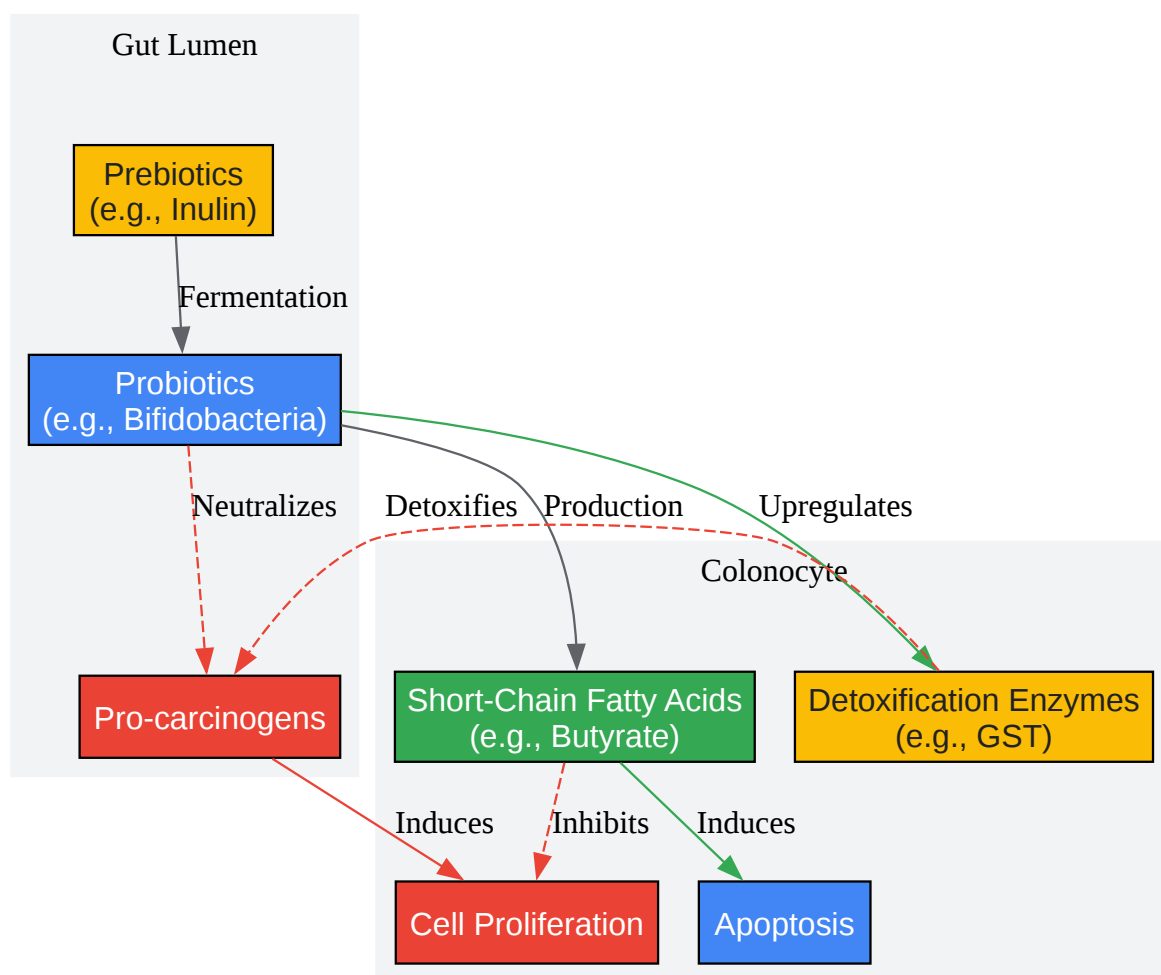 Gut Lumen
Prebiotics
(e.g., Inulin)
Fermentation
Probiotics
(e.g., Bifidobacteria)
Neutralizes
Detoxifies
Production
Upregulates
Colonocyte
Pro-carcinogens
Short-Chain Fatty Acids
(e.g., Butyrate)
Detoxification Enzymes
(e.g., GST)
Induces
Inhibits
Induces
Cell Proliferation
Apoptosis